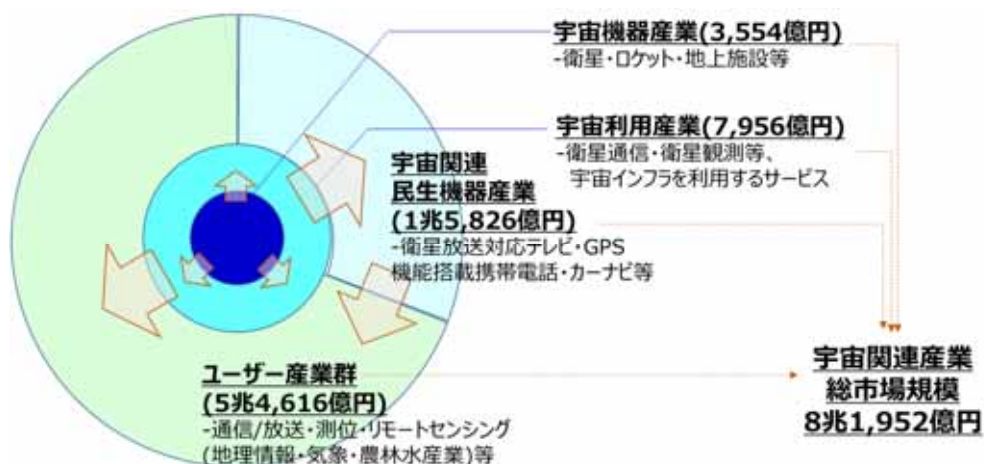 宇宙機器産業(3,554億円)
-衛星・ロケット・地上施設等
宇宙利用産業(7,956億円)
-衛星通信・衛星観測等、
宇宙インフラを利用するサービス
宇宙関連
民生機器産業
(1兆5,826億円)
-衛星放送対応テレビ・GPS
機能搭載携帯電話・カーナビ等
ユーザー産業群
(5兆4,616億円)
-通信/放送・測位・リモートセンシング
(地理情報・気象・農林水産業)等
宇宙関連産業
総市場規模
8兆1,952億円